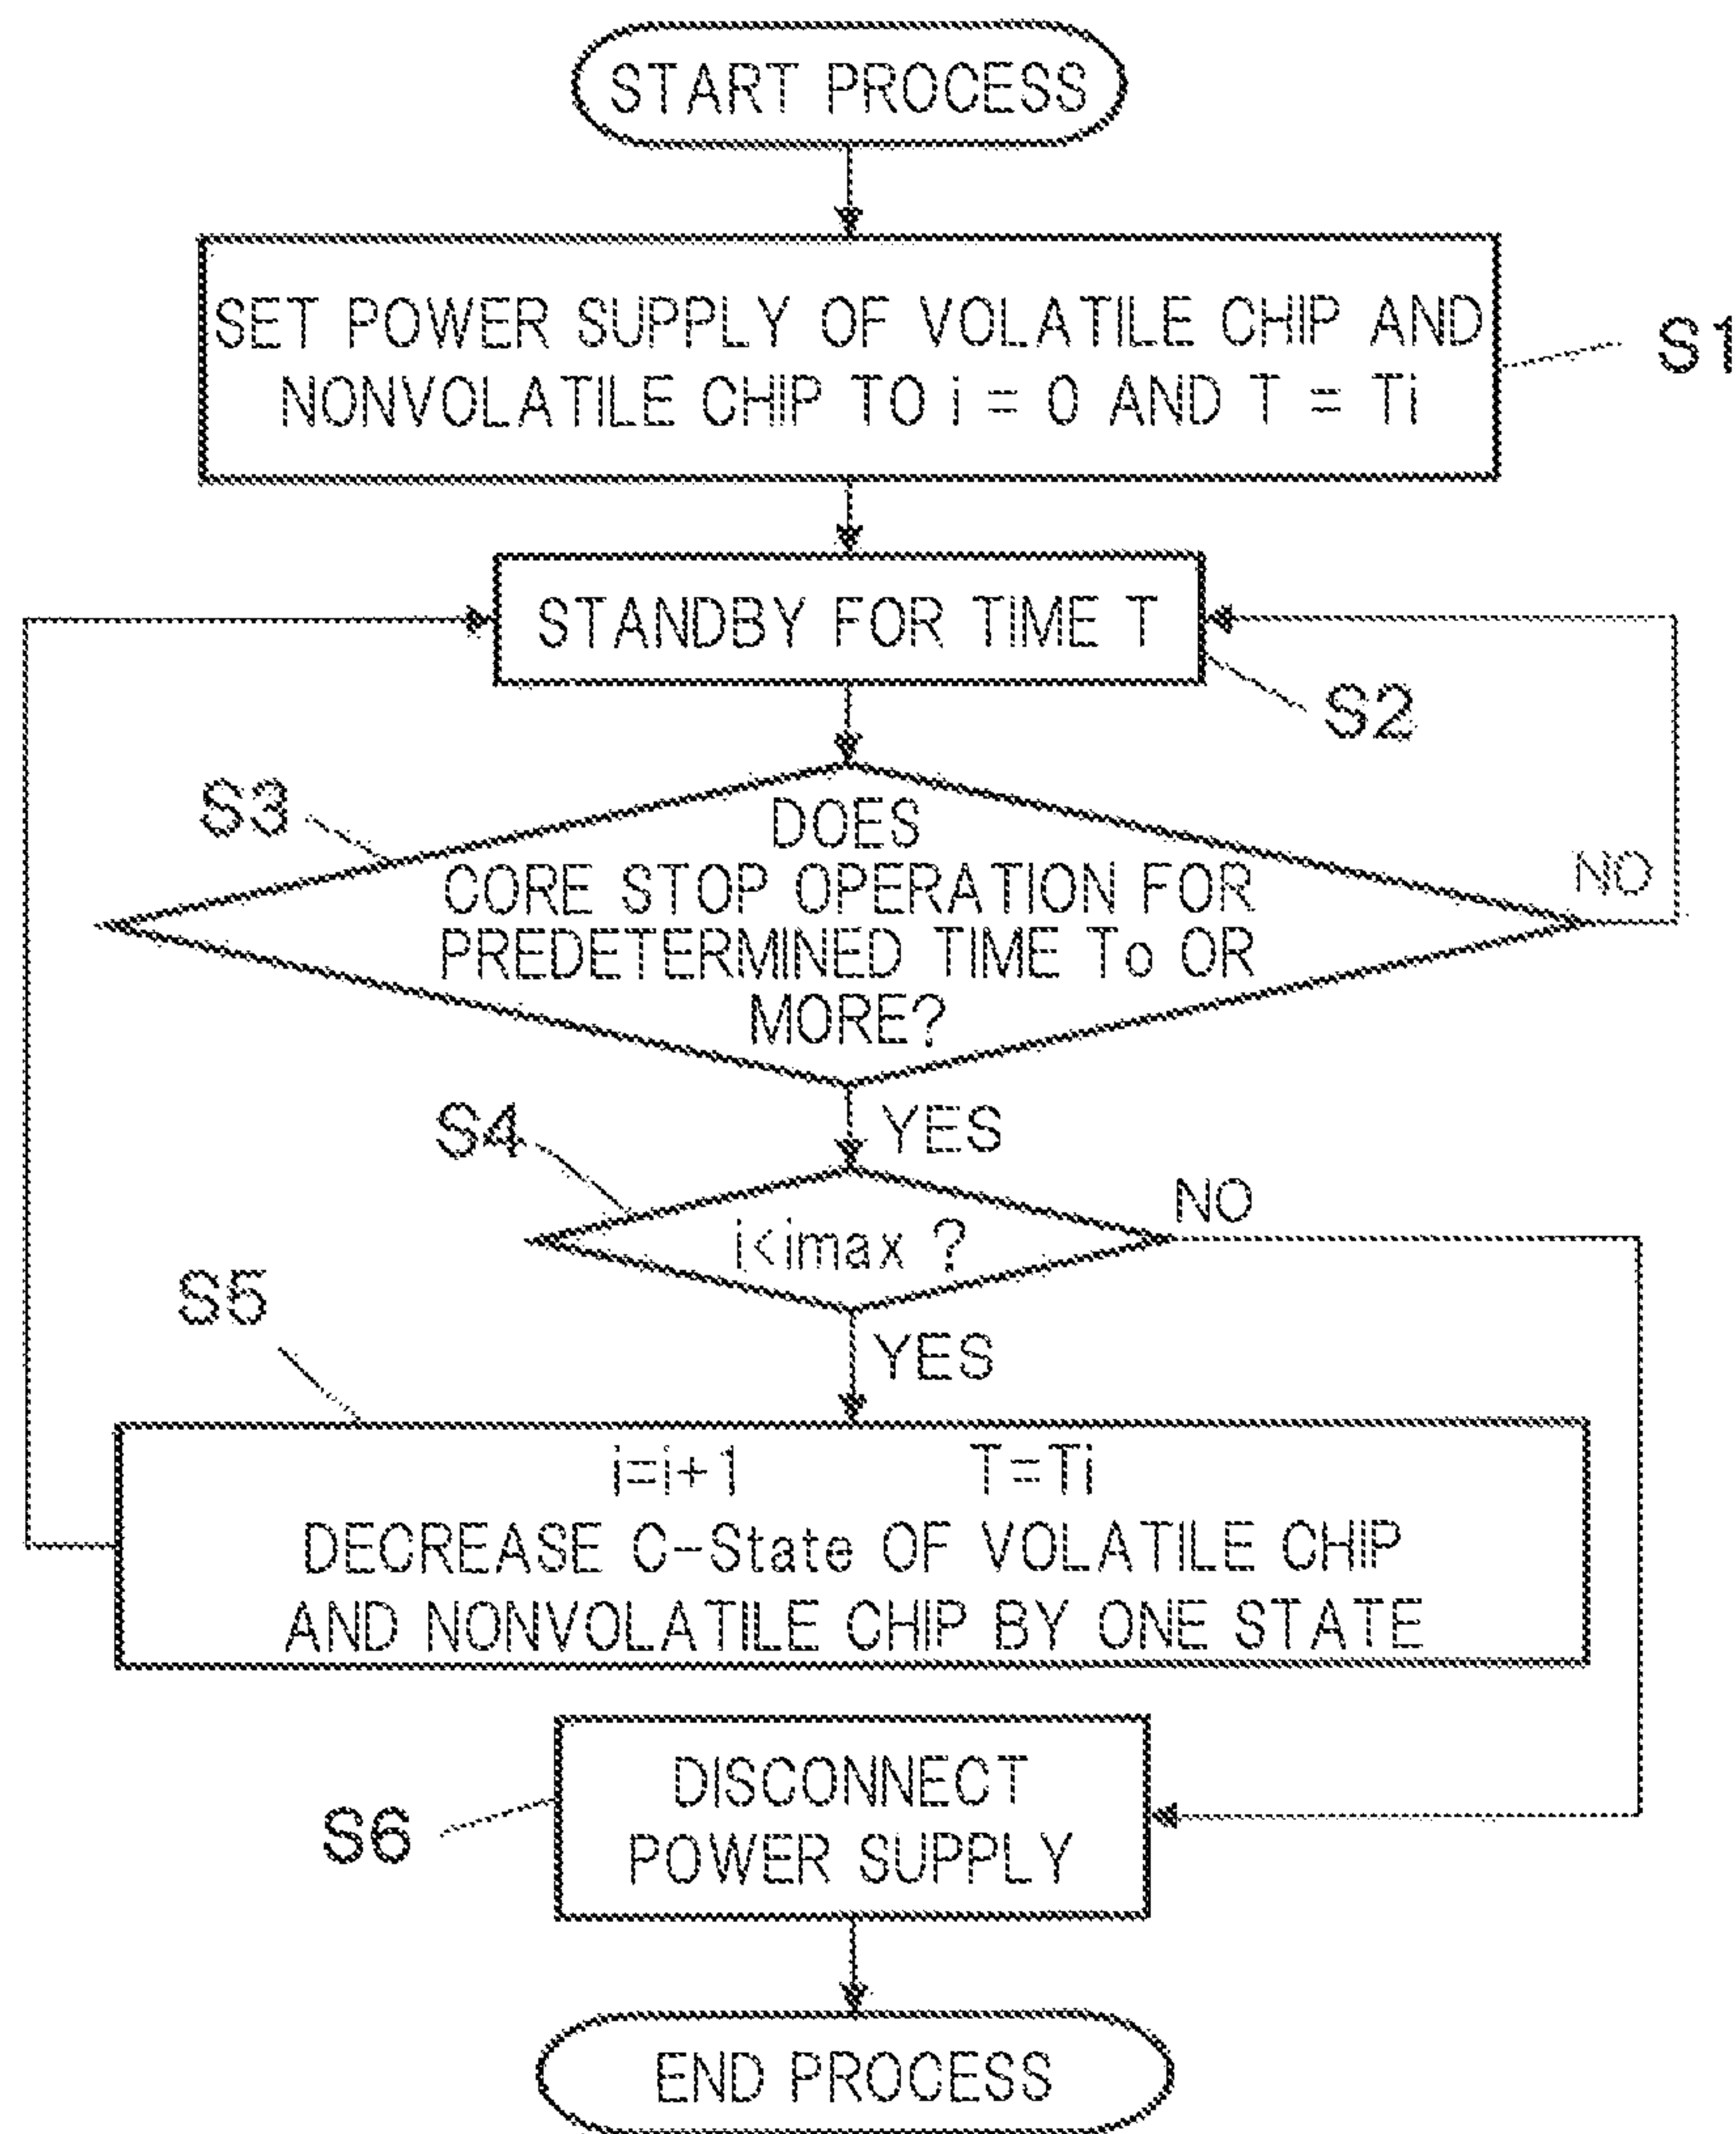 START PROCESS
SET POWER SUPPLY OF VOLATILE CHIP AND
NONVOLATILE CHIP TO i = 0 AND T = Ti
S1
STANDBY FOR TIME T
S2
S3
DOES
CORE STOP OPERATION FOR
PREDETERMINED TIME To OR
MORE?
NO
YES
S4
i<imax ?
NO
YES
S5
i=i+1 T=Ti
DECREASE C-State OF VOLATILE CHIP
AND NONVOLATILE CHIP BY ONE STATE
DISCONNECT
POWER SUPPLY
S6
END PROCESS